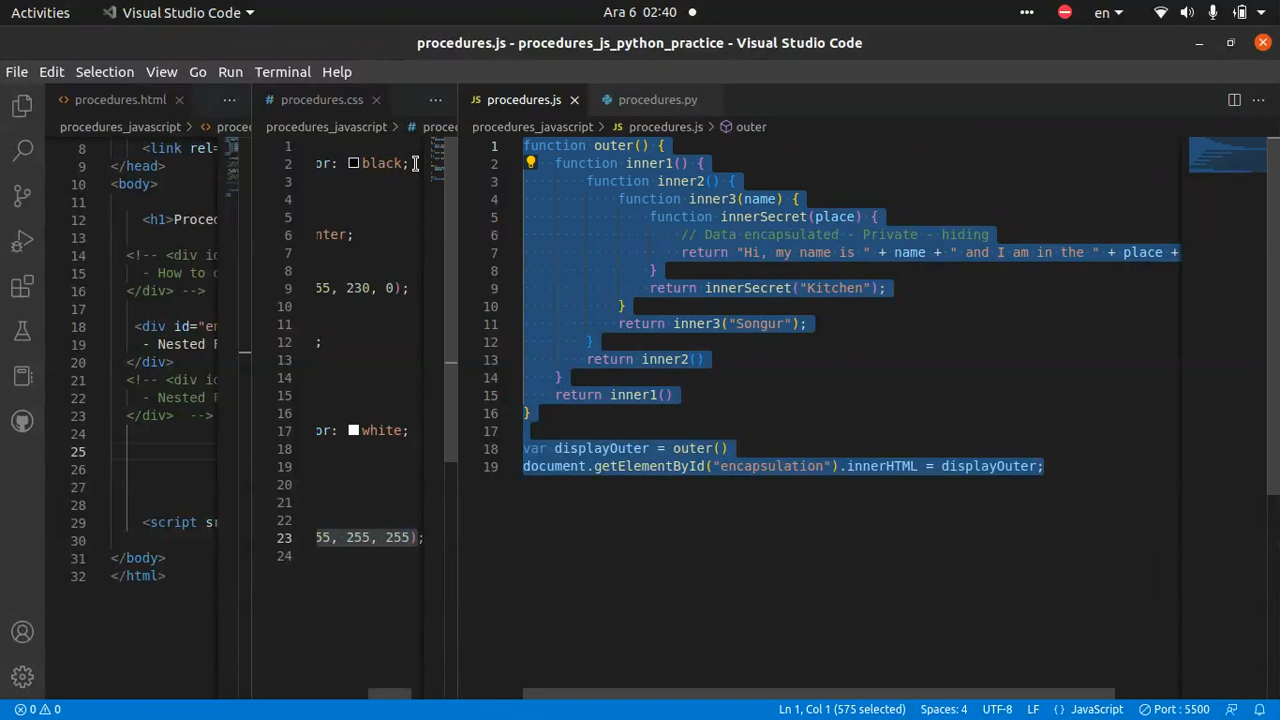 Activities Visual Studio Code Ara 6 02:40 en
procedures.js - procedures_js_python_practice - Visual Studio Code
File Edit Selection View Go Run Terminal Help
procedures.html
procedures_javascript
8 <link rel=
9 </head>
10 <body>
11
12 <h1>Proced
13
14 <!-- <div id
15 - How to c
16 </div> -->
17
18 <div id="en
19 - Nested F
20 </div>
21 <!-- <div id
22 - Nested F
23 </div> -->
24
25
26
27
28
29 <script sr
30
31 </body>
32 </html>
procedures.css
procedures_javascript
1
2 or: black;
3
4
5
6 nter;
7
8
9 55, 230, 0);
10
11
12 ;
13
14
15
16
17 or: white;
18
19
20
21
22
23 55, 255, 255);
24
procedures.js procedures.py
procedures_javascript > procedures.js > outer
1 function outer() {
2 function inner1() {
3 function inner2() {
4 function inner3(name) {
5 function innerSecret(place) {
6 // Data encapsulated - Private - hiding
7 return "Hi, my name is " + name + " and I am in the " + place +
8 }
9 return innerSecret("Kitchen");
10 }
11 return inner3("Songur");
12 }
13 return inner2()
14 }
15 return inner1()
16 }
17
18 var displayOuter = outer()
19 document.getElementById("encapsulation").innerHTML = displayOuter;
0 0 Ln 1, Col 1 (575 selected) Spaces: 4 UTF-8 LF { } JavaScript Port : 5500